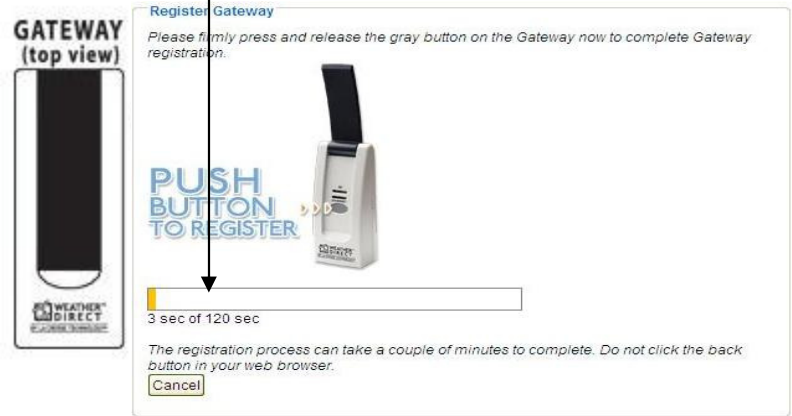 GATEWAY
(top view)
WEATHER
DIRECT
Register Gateway
Please firmly press and release the gray button on the Gateway now to complete Gateway
registration.
PUSH
BUTTON
TO REGISTER
WEATHER
DIRECT
3 sec of 120 sec
The registration process can take a couple of minutes to complete. Do not click the back
button in your web browser.
Cancel